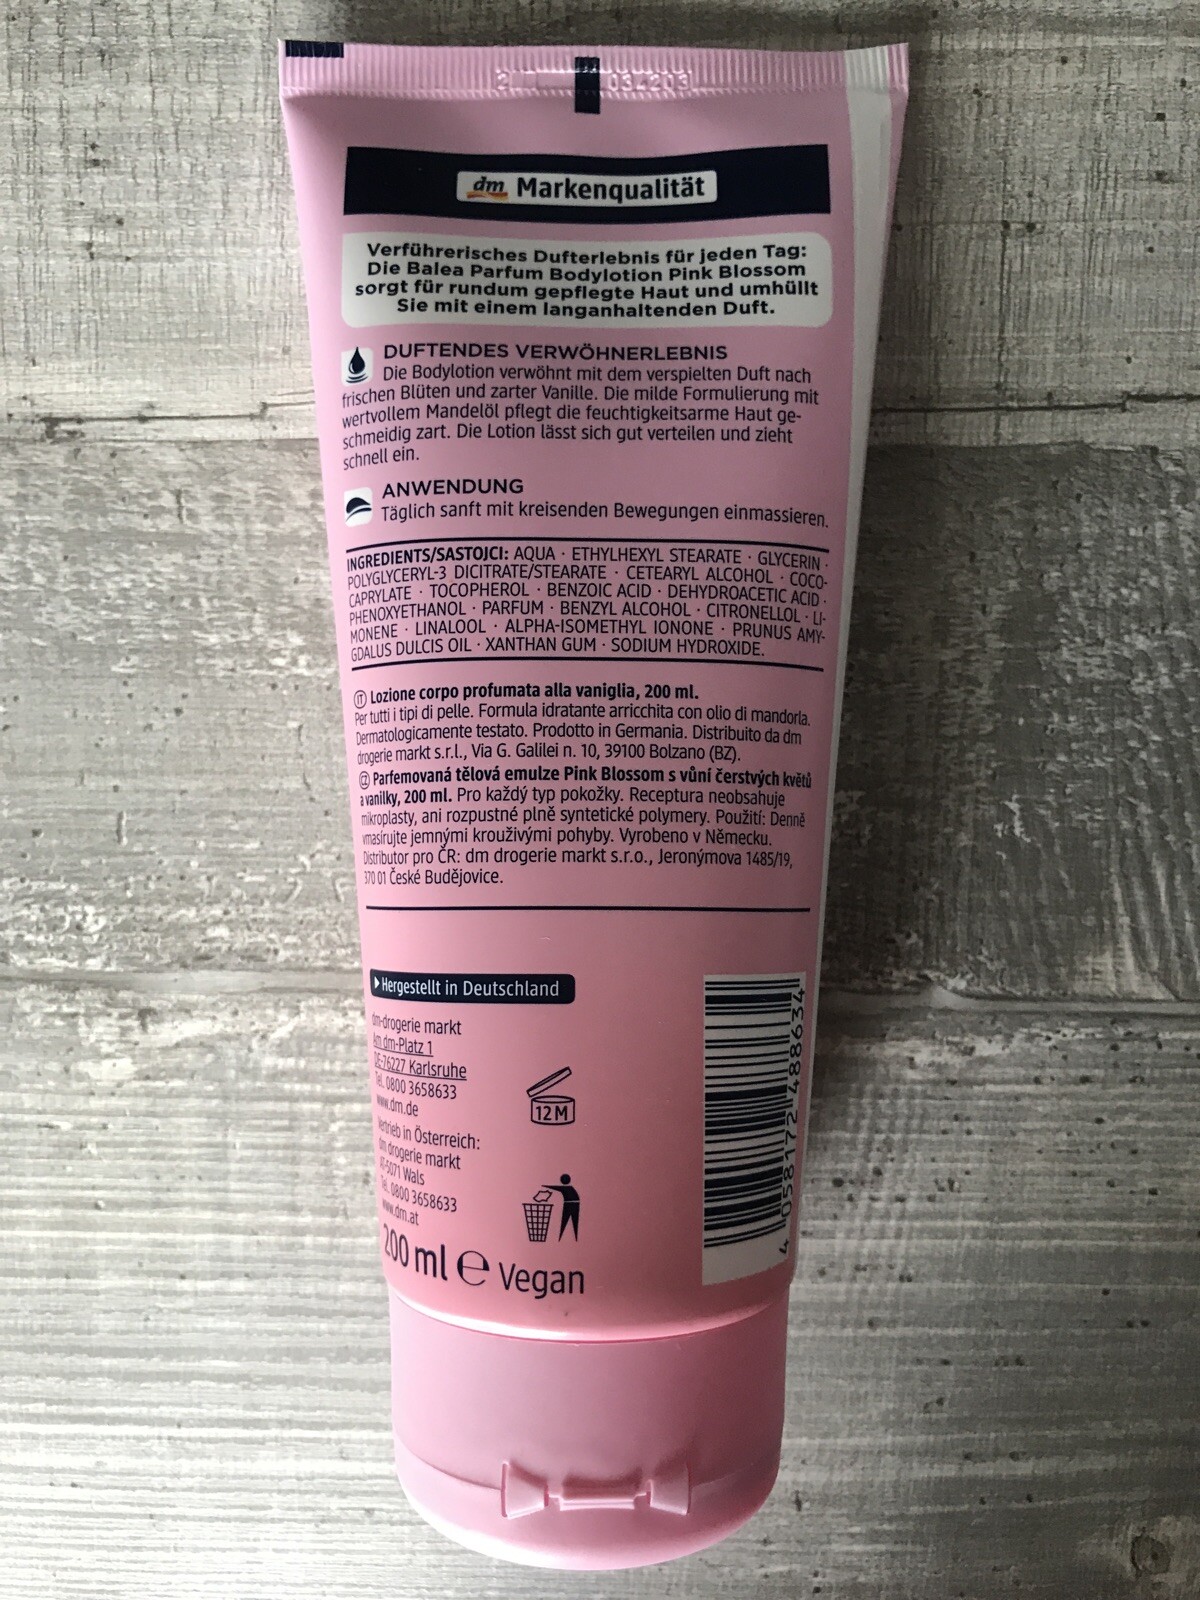 034203
dm Markenqualität
Verführerisches Dufterlebnis für jeden Tag:
Die Balea Parfum Bodylotion Pink Blossom
sorgt für rundum gepflegte Haut und umhüllt
Sie mit einem langanhaltenden Duft.
DUFTENDES VERWÖHNERLEBNIS
Die Bodylotion verwöhnt mit dem verspielten Duft nach
frischen Blüten und zarter Vanille. Die milde Formulierung mit
wertvollem Mandelöl pflegt die feuchtigkeitsarme Haut ge-
schmeidig zart. Die Lotion lässt sich gut verteilen und zieht
schnell ein.
ANWENDUNG
Täglich sanft mit kreisenden Bewegungen einmassieren.
INGREDIENTS/SASTOJCI: AQUA · ETHYLHEXYL STEARATE · GLYCERIN ·
POLYGLYCERYL-3 DICITRATE/STEARATE · CETEARYL ALCOHOL · COCO-
CAPRYLATE · TOCOPHEROL · BENZOIC ACID · DEHYDROACETIC ACID ·
PHENOXYETHANOL · PARFUM · BENZYL ALCOHOL · CITRONELLOL · LI-
MONENE · LINALOOL · ALPHA-ISOMETHYL IONONE · PRUNUS AMY-
GDALUS DULCIS OIL · XANTHAN GUM · SODIUM HYDROXIDE.
IT Lozione corpo profumata alla vaniglia, 200 ml.
Per tutti i tipi di pelle. Formula idratante arricchita con olio di mandorla.
Dermatologicamente testato. Prodotto in Germania. Distribuito da dm
drogerie markt s.r.l., Via G. Galilei n. 10, 39100 Bolzano (BZ).
CZ Parfemovaná tělová emulze Pink Blossom s vůní čerstvých květů
a vanilky, 200 ml. Pro každý typ pokožky. Receptura neobsahuje
mikroplasty, ani rozpustné plně syntetické polymery. Použití: Denně
vmasírujte jemnými krouživými pohyby. Vyrobeno v Německu.
Distributor pro ČR: dm drogerie markt s.r.o., Jeronýmova 1485/19,
370 01 České Budějovice.
Hergestellt in Deutschland
dm-drogerie markt
Am dm-Platz 1
DE-76227 Karlsruhe
Tel. 0800 3658633
www.dm.de
Vertrieb in Österreich:
dm drogerie markt
AT-5071 Wals
Tel. 0800 3658633
www.dm.at
12M
200 ml e Vegan
4 058172 488634